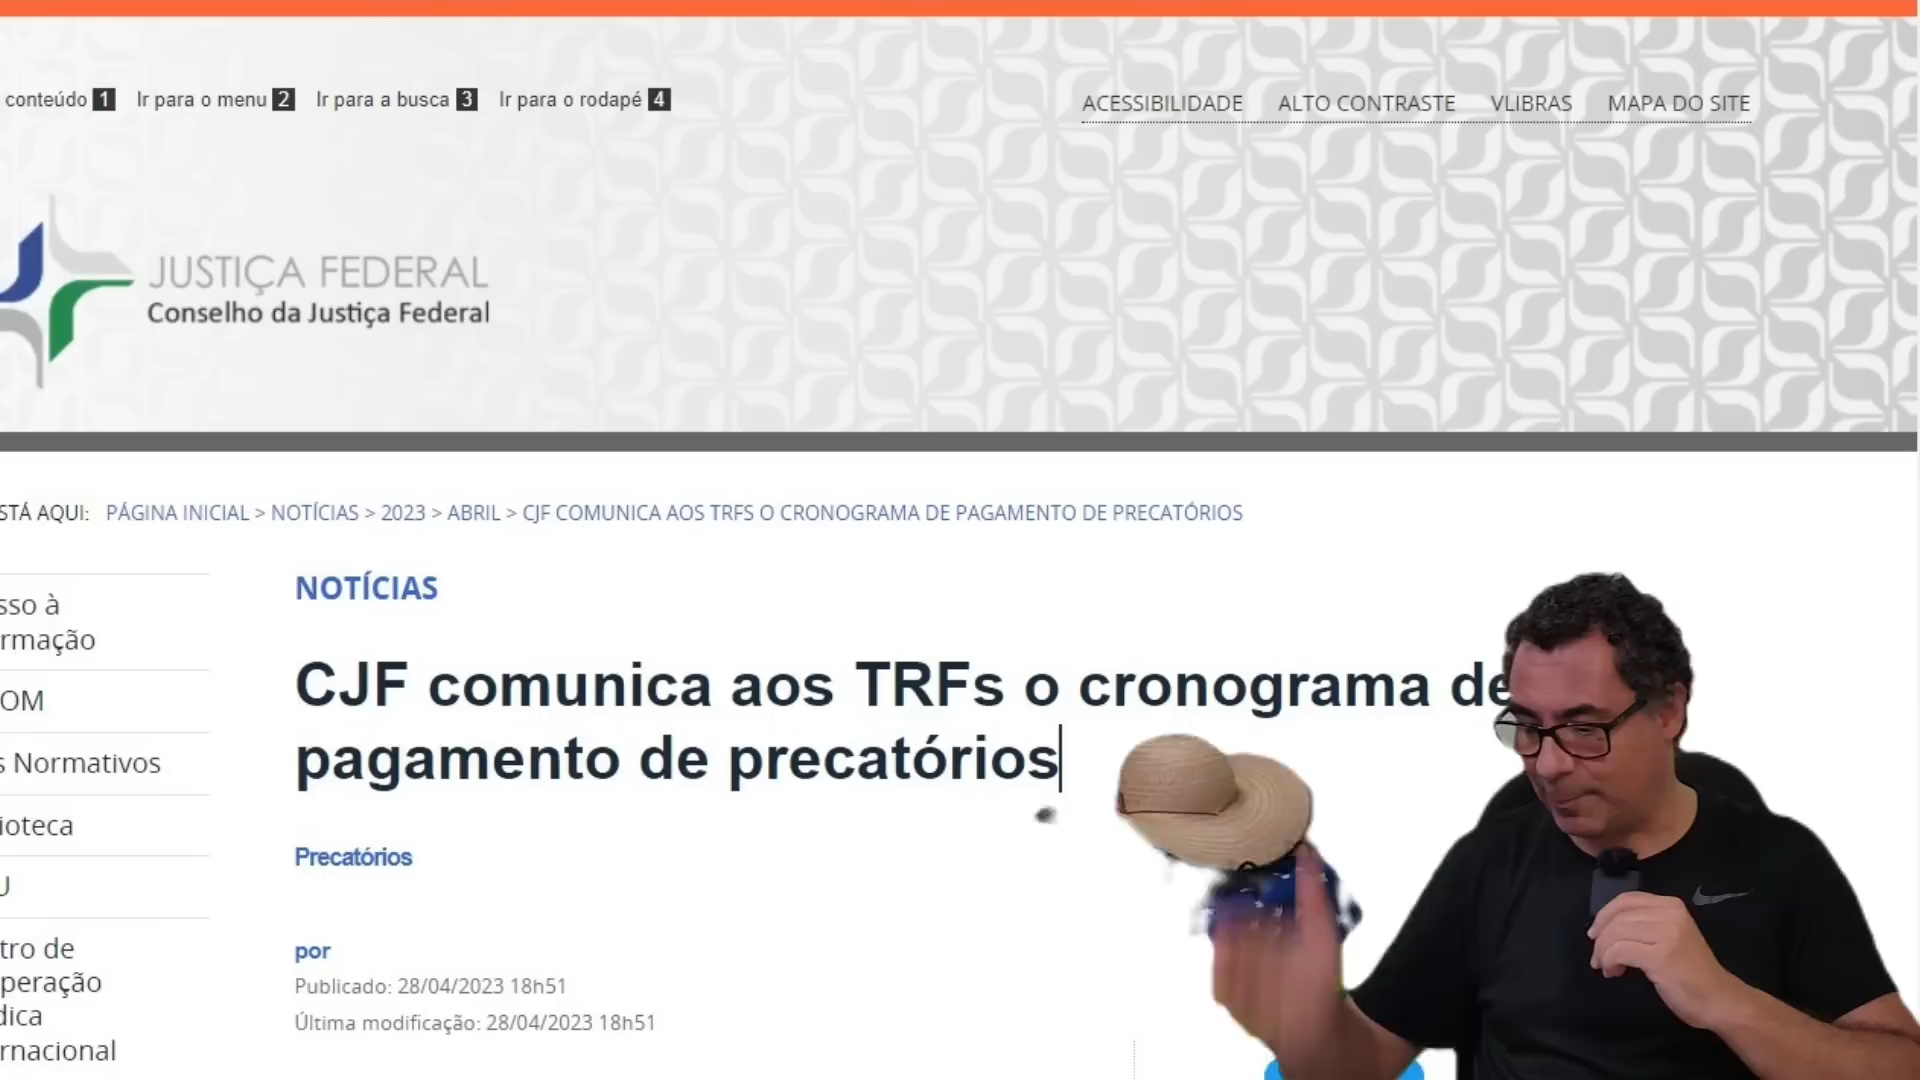 conteúdo 1 Ir para o menu 2 Ir para a busca 3 Ir para o rodapé 4
ACESSIBILIDADE ALTO CONTRASTE VLIBRAS MAPA DO SITE
JUSTIÇA FEDERAL
Conselho da Justiça Federal
STÁ AQUI: PÁGINA INICIAL > NOTÍCIAS > 2023 > ABRIL > CJF COMUNICA AOS TRFS O CRONOGRAMA DE PAGAMENTO DE PRECATÓRIOS
sso à
rmação
OM
s Normativos
ioteca
U
tro de
peração
dica
rnacional
NOTÍCIAS
CJF comunica aos TRFs o cronograma de
pagamento de precatórios
Precatórios
por
Publicado: 28/04/2023 18h51
Última modificação: 28/04/2023 18h51